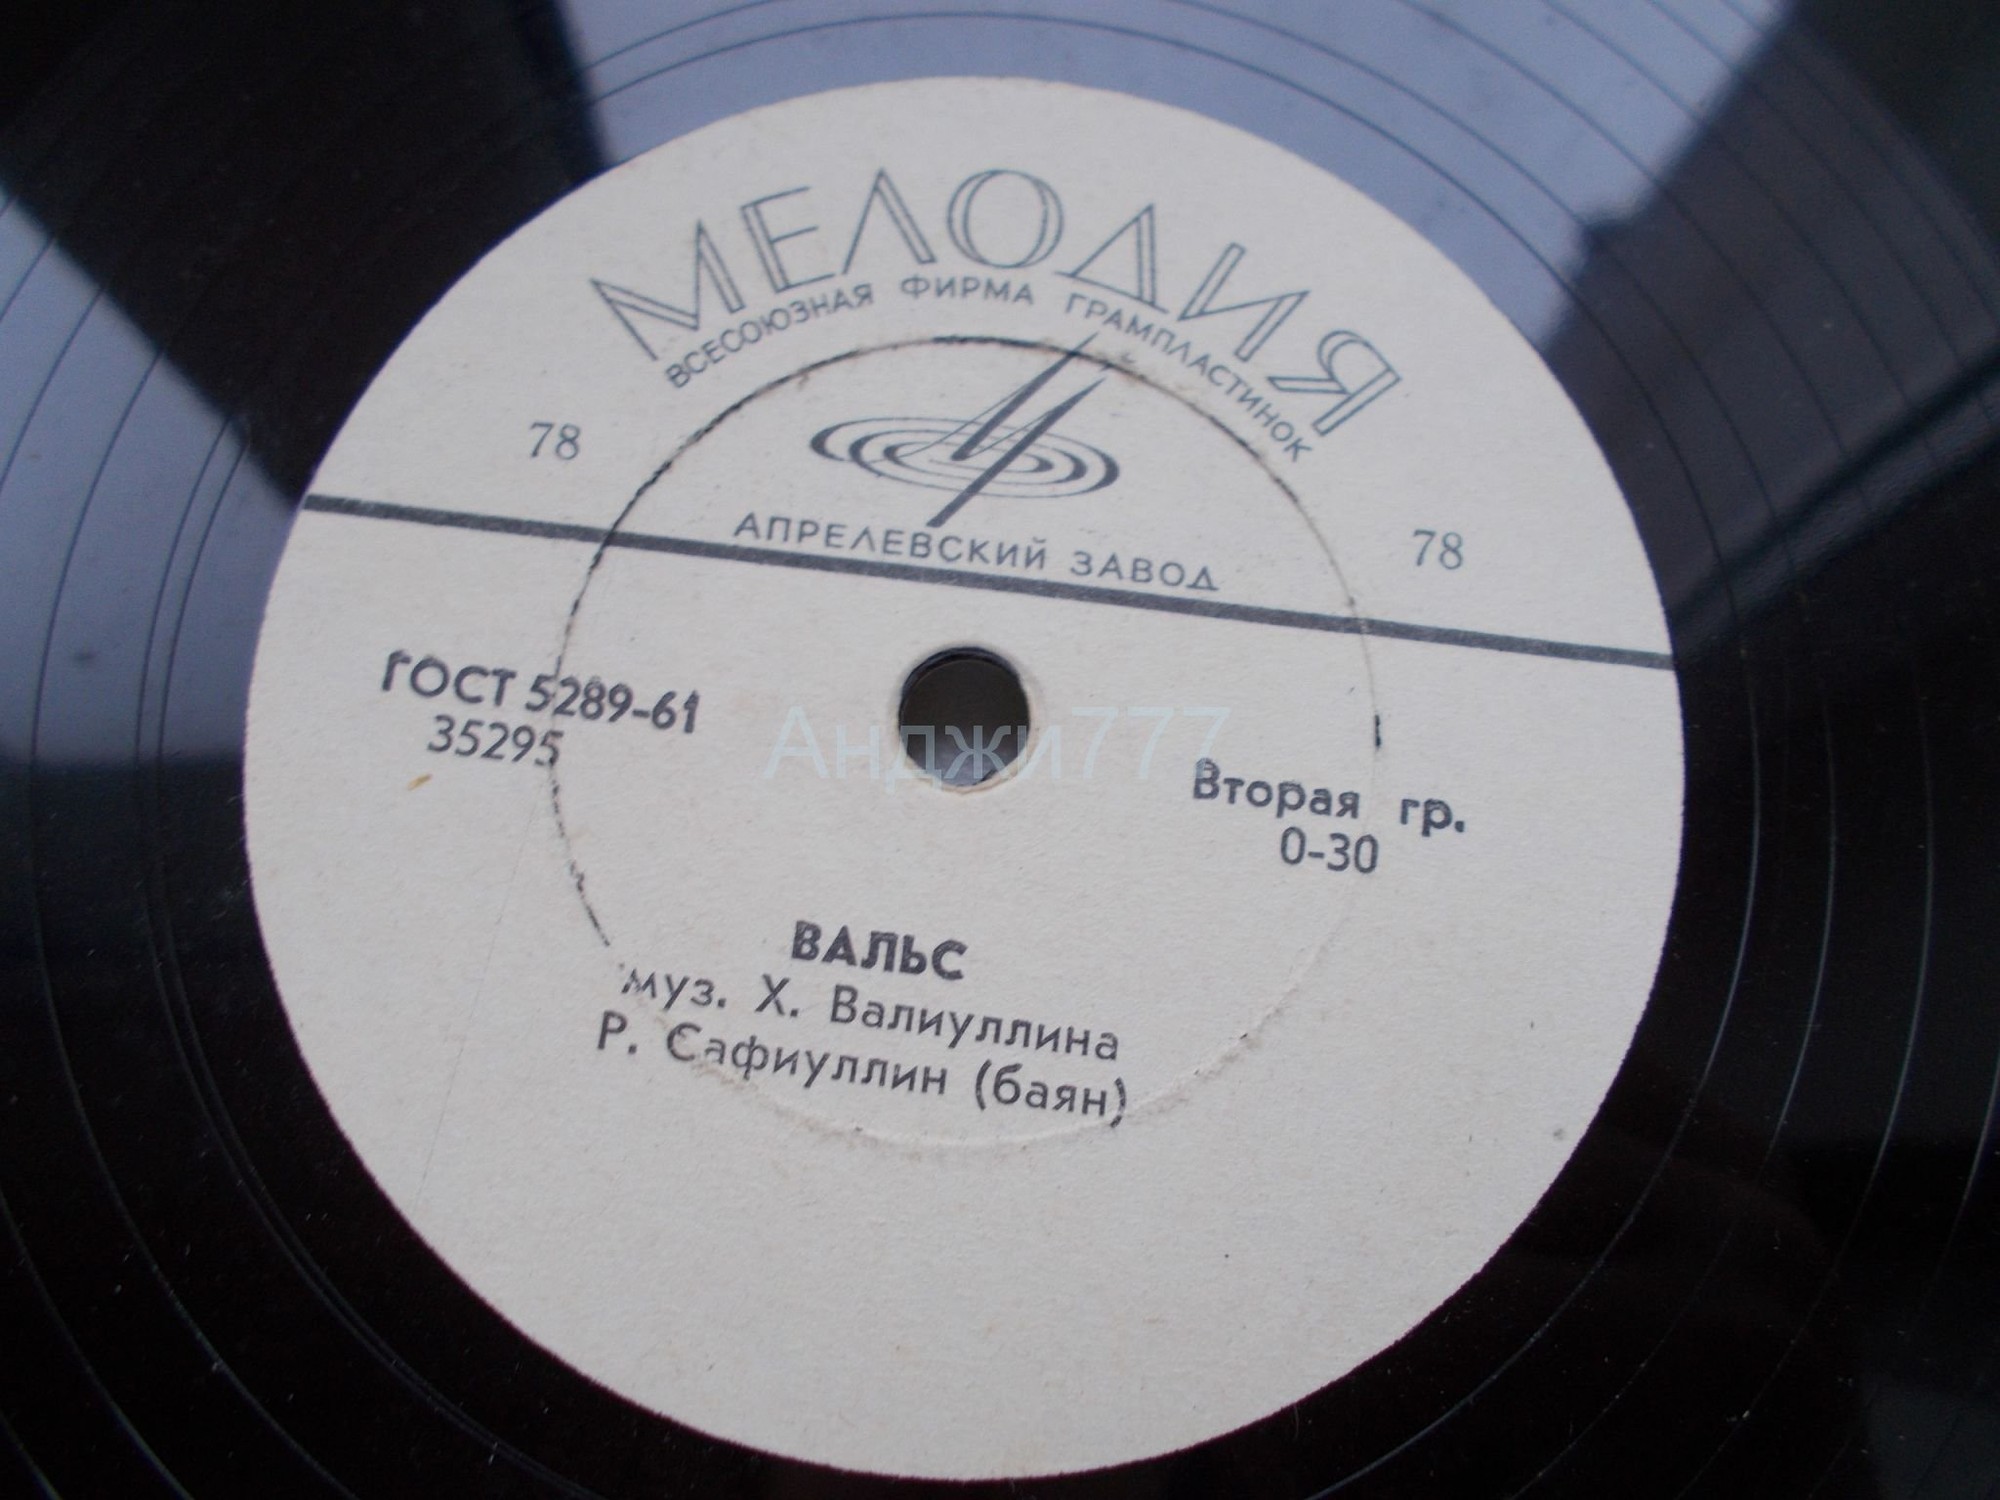 МЕЛОДИЯ
ВСЕСОЮЗНАЯ ФИРМА ГРАМПЛАСТИНОК
78
78
АПРЕЛЕВСКИЙ ЗАВОД
ГОСТ 5289-61
35295
Анджи777
Вторая гр.
0-30
ВАЛЬС
муз. Х. Валиуллина
Р. Сафиуллин (баян)